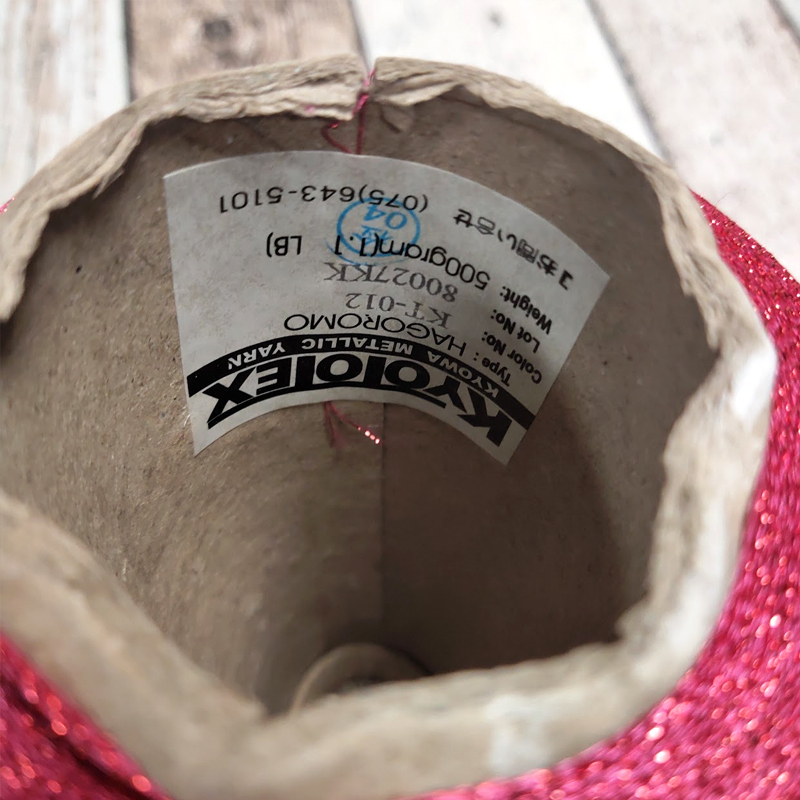 KYOTOTEX
KYOWA METALLIC YARN
Type : HAGOROMO
Color No: KT-012
Lot No: 80027KK
Weight: 500gram(1.1 LB)
お問い合せ (075)643-5101
04